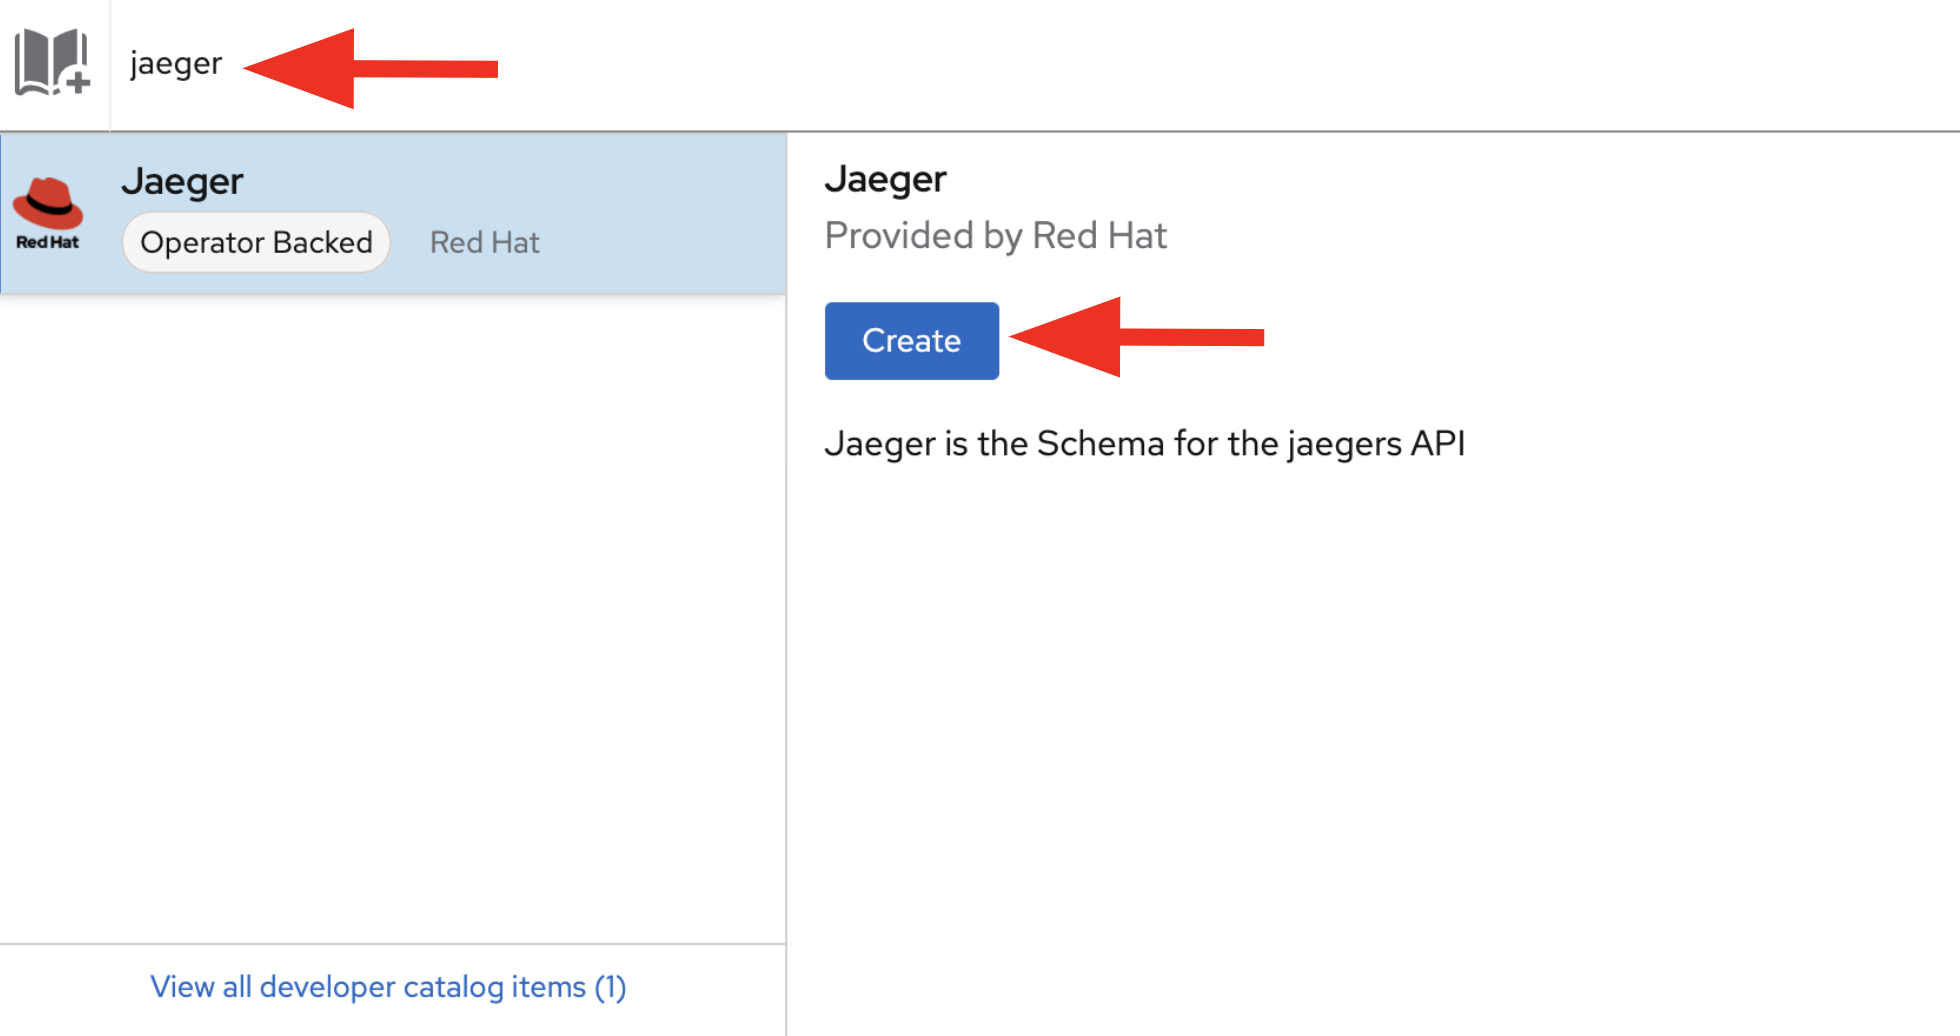 jaeger
Jaeger
Red Hat
Operator Backed
Red Hat
View all developer catalog items (1)
Jaeger
Provided by Red Hat
Create
Jaeger is the Schema for the jaegers API